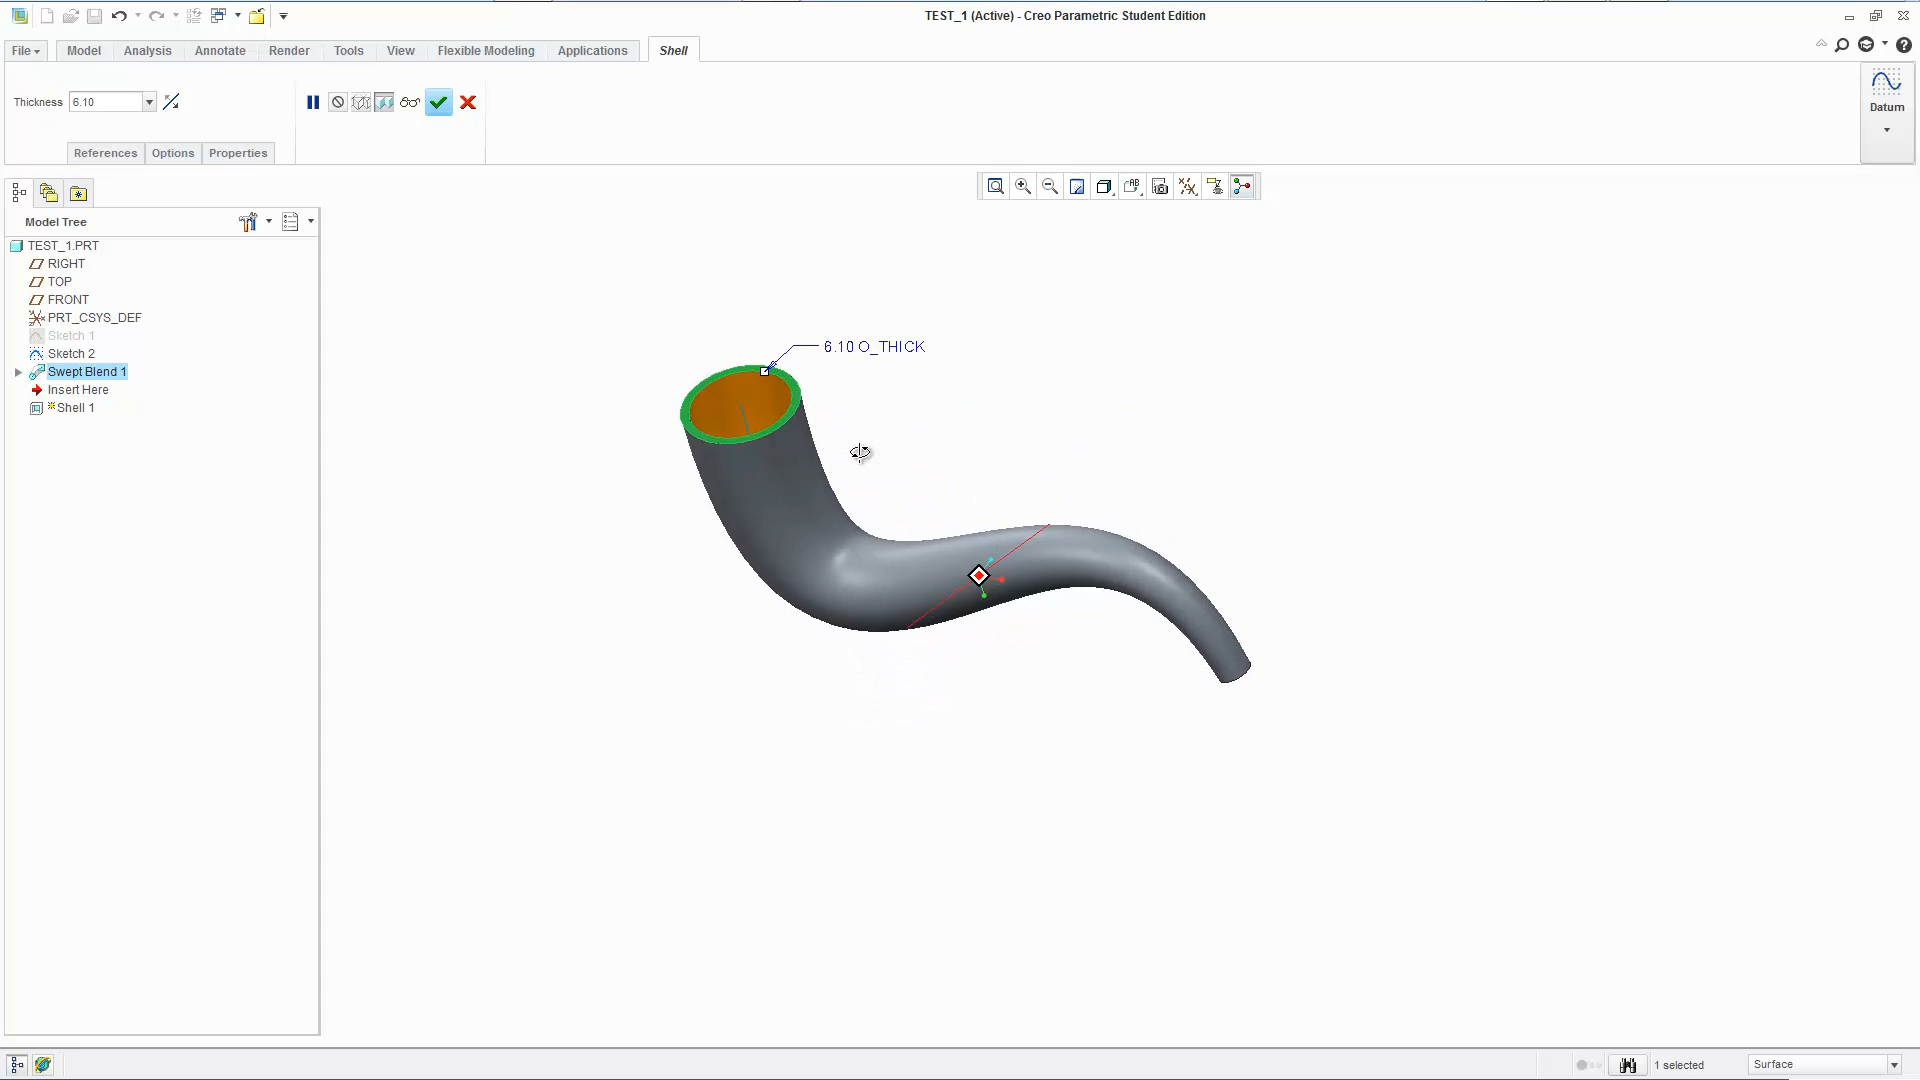 TEST_1 (Active) - Creo Parametric Student Edition
File Model Analysis Annotate Render Tools View Flexible Modeling Applications Shell
Thickness 6.10
Datum
References Options Properties
Model Tree
TEST_1.PRT
RIGHT
TOP
FRONT
PRT_CSYS_DEF
Sketch 1
Sketch 2
Swept Blend 1
Insert Here
Shell 1
6.10 O_THICK
1 selected
Surface